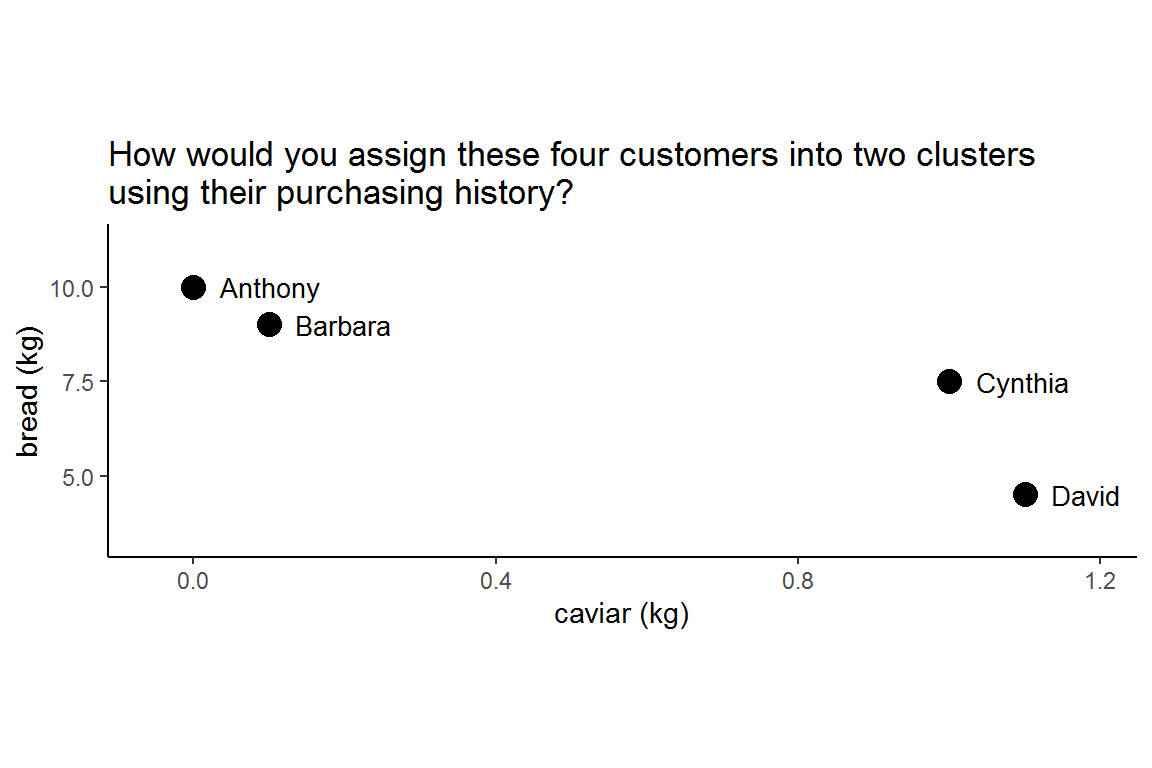 How would you assign these four customers into two clusters
using their purchasing history?
10.0
7.5
5.0
bread (kg)
Anthony
Barbara
Cynthia
David
0.0
0.4
0.8
1.2
caviar (kg)